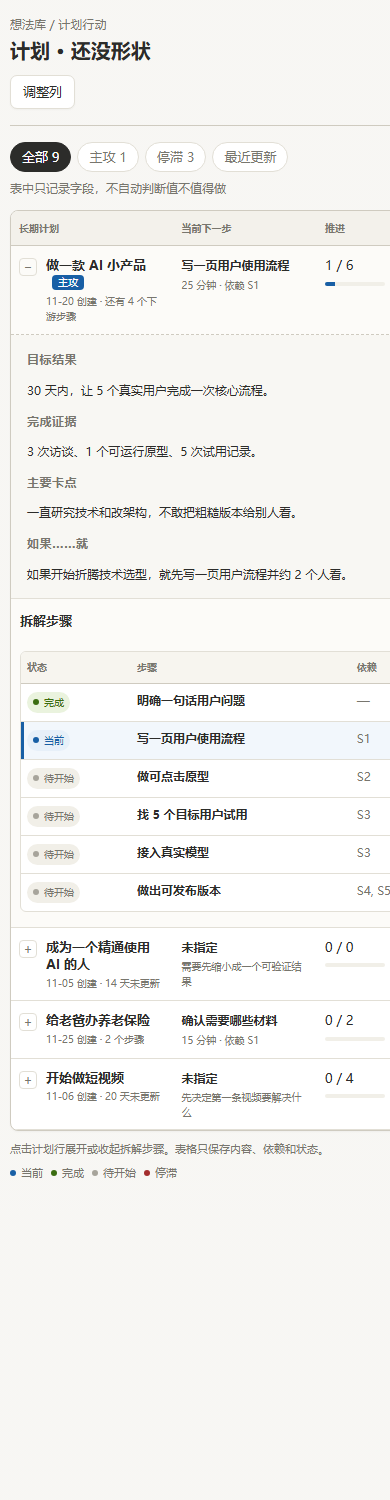 想法库 / 计划行动
计划 · 还没形状
调整列
全部 9 主攻 1 停滞 3 最近更新
表中只记录字段，不自动判断值不值得做
长期计划 当前下一步 推进
− 做一款 AI 小产品 写一页用户使用流程 1 / 6
主攻 25 分钟 · 依赖 S1
11-20 创建 · 还有 4 个下
游步骤
目标结果
30 天内，让 5 个真实用户完成一次核心流程。
完成证据
3 次访谈、1 个可运行原型、5 次试用记录。
主要卡点
一直研究技术和改架构，不敢把粗糙版本给别人看。
如果……就
如果开始折腾技术选型，就先写一页用户流程并约 2 个人看。
拆解步骤
状态 步骤 依赖
完成 明确一句话用户问题 —
当前 写一页用户使用流程 S1
待开始 做可点击原型 S2
待开始 找 5 个目标用户试用 S3
待开始 接入真实模型 S3
待开始 做出可发布版本 S4, S5
+ 成为一个精通使用 未指定 0 / 0
AI 的人 需要先缩小成一个可验证结
11-05 创建 · 14 天未更新 果
+ 给老爸办养老保险 确认需要哪些材料 0 / 2
11-25 创建 · 2 个步骤 15 分钟 · 依赖 S1
+ 开始做短视频 未指定 0 / 4
11-06 创建 · 20 天未更新 先决定第一条视频要解决什
么
点击计划行展开或收起拆解步骤。表格只保存内容、依赖和状态。
当前 完成 待开始 停滞